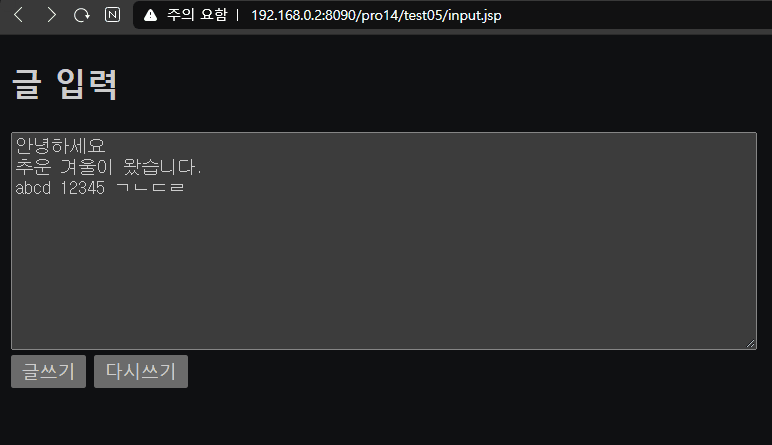 주의 요함 | 192.168.0.2:8090/pro14/test05/input.jsp
글 입력
안녕하세요
추운 겨울이 왔습니다.
abcd 12345 ㄱㄴㄷㄹ
글쓰기 다시쓰기